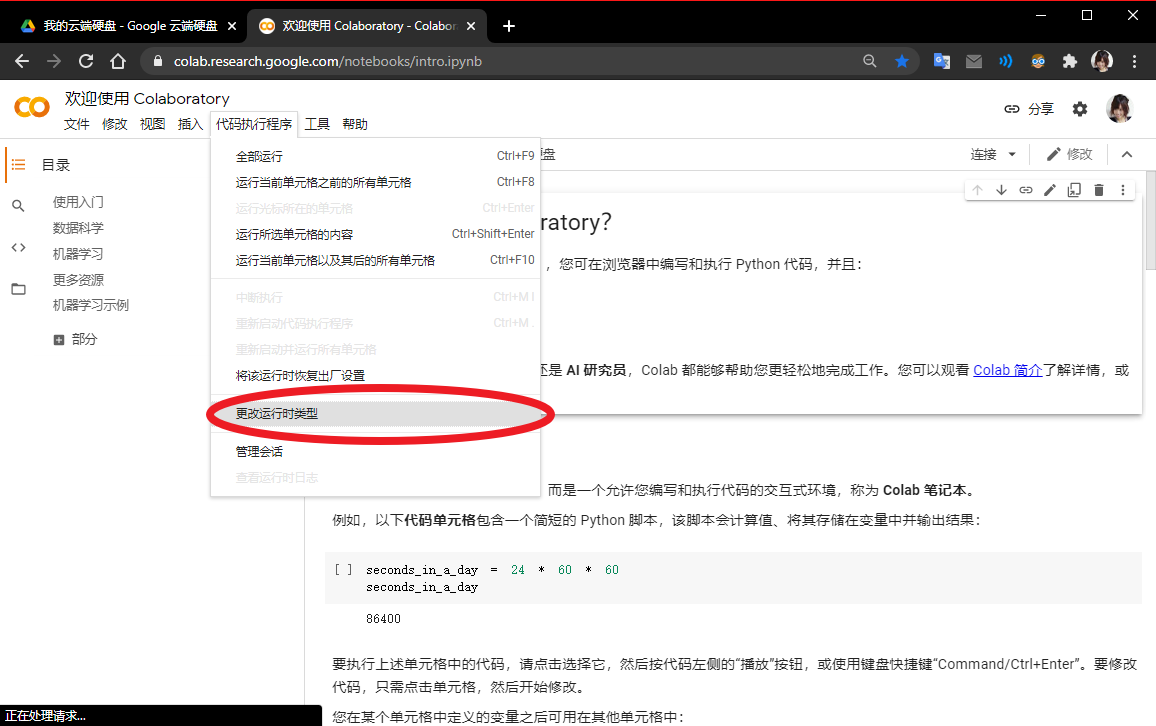 我的云端硬盘 - Google 云端硬盘
欢迎使用 Colaboratory - Colabor
colab.research.google.com/notebooks/intro.ipynb
欢迎使用 Colaboratory
文件 修改 视图 插入 代码执行程序 工具 帮助
分享
目录
使用入门
数据科学
机器学习
更多资源
机器学习示例
部分
全部运行 Ctrl+F9
运行当前单元格之前的所有单元格 Ctrl+F8
运行光标所在的单元格 Ctrl+Enter
运行所选单元格的内容 Ctrl+Shift+Enter
运行当前单元格以及其后的所有单元格 Ctrl+F10
中断执行 Ctrl+M I
重新启动代码执行程序 Ctrl+M .
重新启动并运行所有单元格
将该运行时恢复出厂设置
更改运行时类型
管理会话
查看运行时日志
盘
连接 修改
ratory?
，您可在浏览器中编写和执行 Python 代码，并且：
还是 AI 研究员，Colab 都能够帮助您更轻松地完成工作。您可以观看 Colab 简介了解详情，或
而是一个允许您编写和执行代码的交互式环境，称为 Colab 笔记本。
例如，以下代码单元格包含一个简短的 Python 脚本，该脚本会计算值、将其存储在变量中并输出结果：
[ ] seconds_in_a_day = 24 * 60 * 60
seconds_in_a_day
86400
要执行上述单元格中的代码，请点击选择它，然后按代码左侧的“播放”按钮，或使用键盘快捷键“Command/Ctrl+Enter”。要修改
代码，只需点击单元格，然后开始修改。
您在某个单元格中定义的变量之后可用在其他单元格中：
正在处理请求...